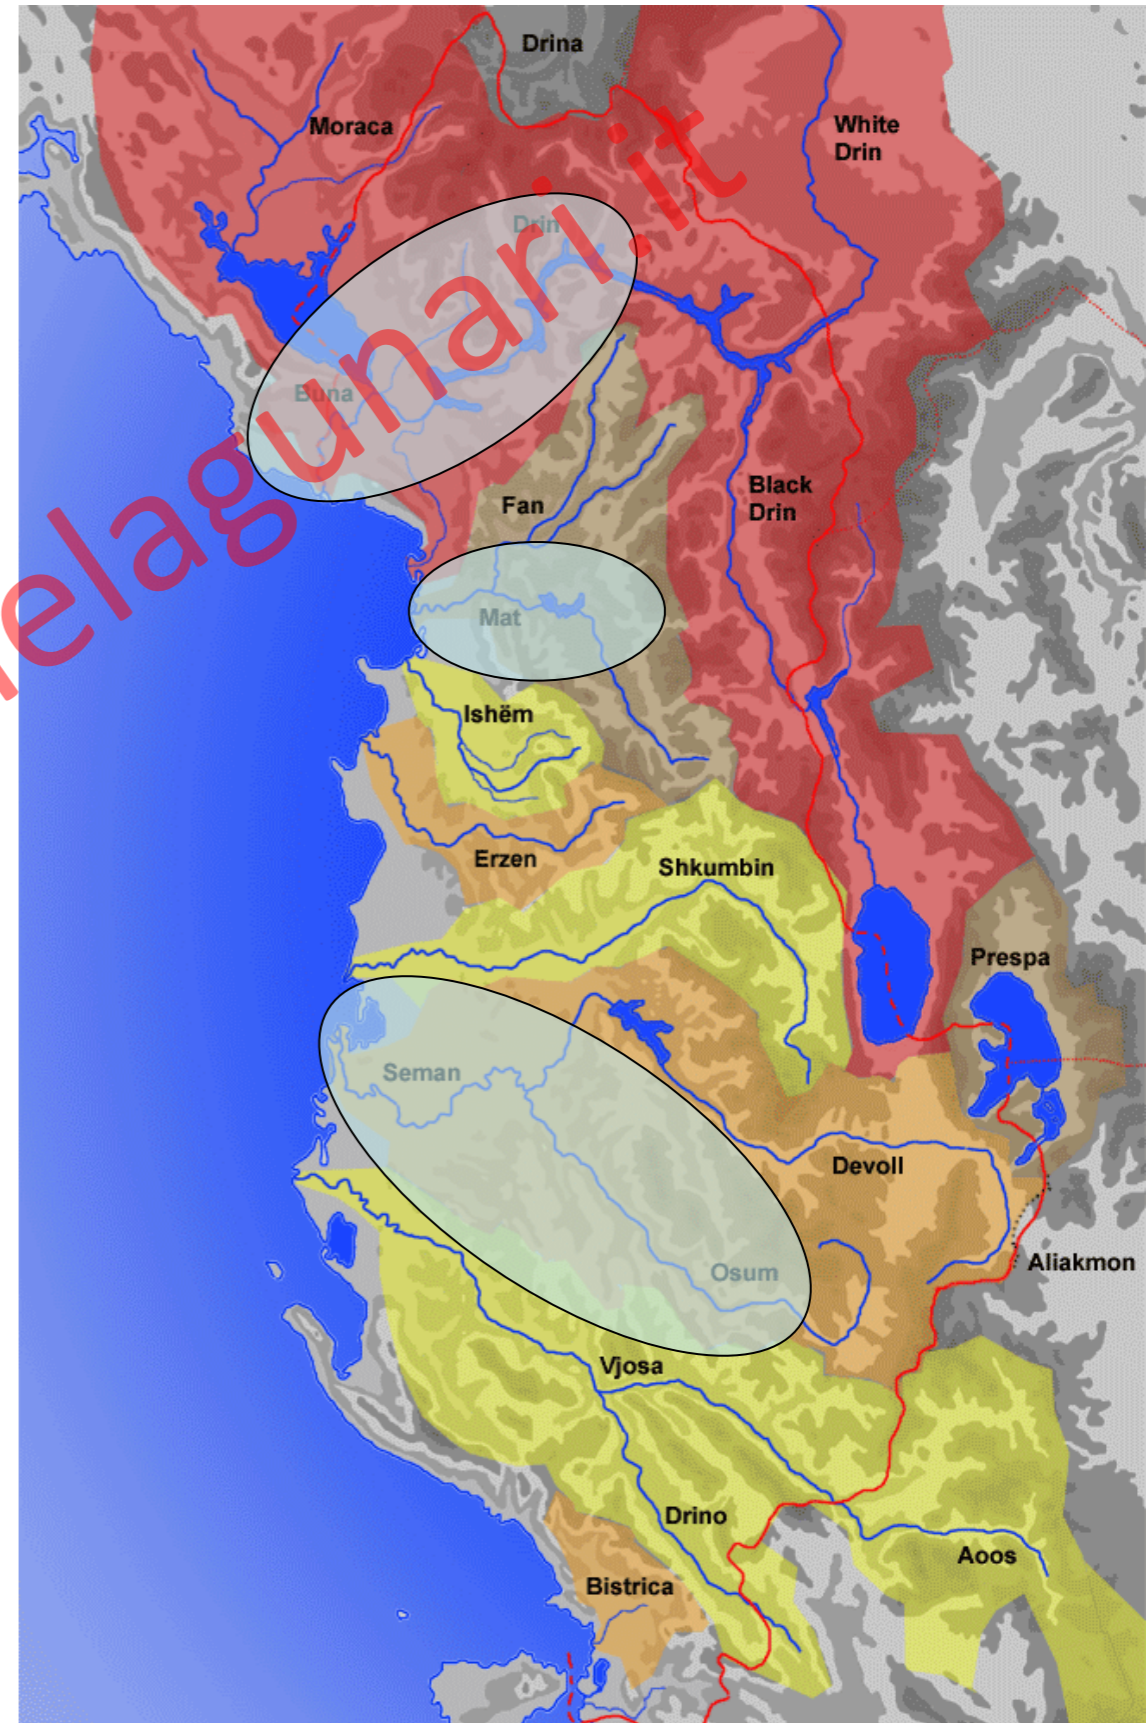 Drina
Moraca
White
Drin
Drin
Buna
Black
Drin
Fan
Mat
Ishëm
Erzen
Shkumbin
Prespa
Seman
Devoll
Osum
Aliakmon
Vjosa
Drino
Aoos
Bistrica
elagunari.it